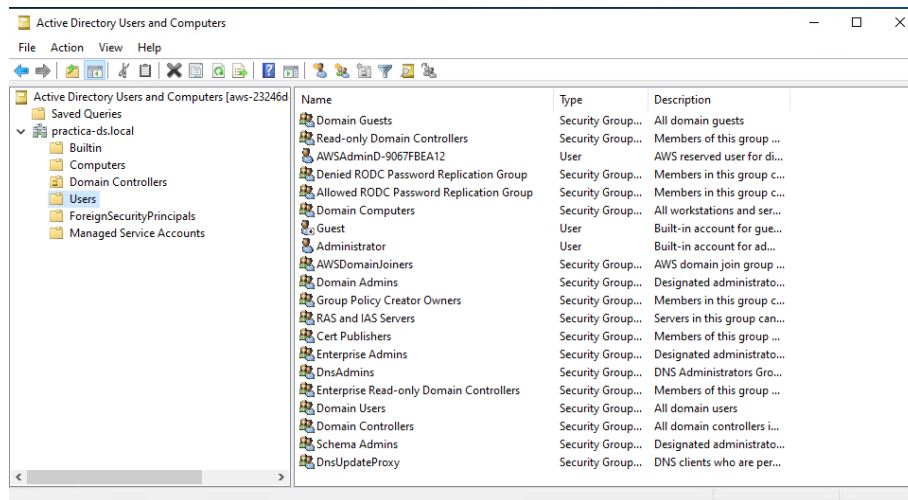 Active Directory Users and Computers
File Action View Help
Active Directory Users and Computers [aws-23246d
Saved Queries
practica-ds.local
Builtin
Computers
Domain Controllers
Users
ForeignSecurityPrincipals
Managed Service Accounts
Name Type Description
Domain Guests Security Group... All domain guests
Read-only Domain Controllers Security Group... Members of this group ...
AWSAdminD-9067FBEA12 User AWS reserved user for di...
Denied RODC Password Replication Group Security Group... Members in this group c...
Allowed RODC Password Replication Group Security Group... Members in this group c...
Domain Computers Security Group... All workstations and ser...
Guest User Built-in account for gue...
Administrator User Built-in account for ad...
AWSDomainJoiners Security Group... AWS domain join group ...
Domain Admins Security Group... Designated administrato...
Group Policy Creator Owners Security Group... Members in this group c...
RAS and IAS Servers Security Group... Servers in this group can...
Cert Publishers Security Group... Members of this group ...
Enterprise Admins Security Group... Designated administrato...
DnsAdmins Security Group... DNS Administrators Gro...
Enterprise Read-only Domain Controllers Security Group... Members of this group ...
Domain Users Security Group... All domain users
Domain Controllers Security Group... All domain controllers i...
Schema Admins Security Group... Designated administrato...
DnsUpdateProxy Security Group... DNS clients who are per...